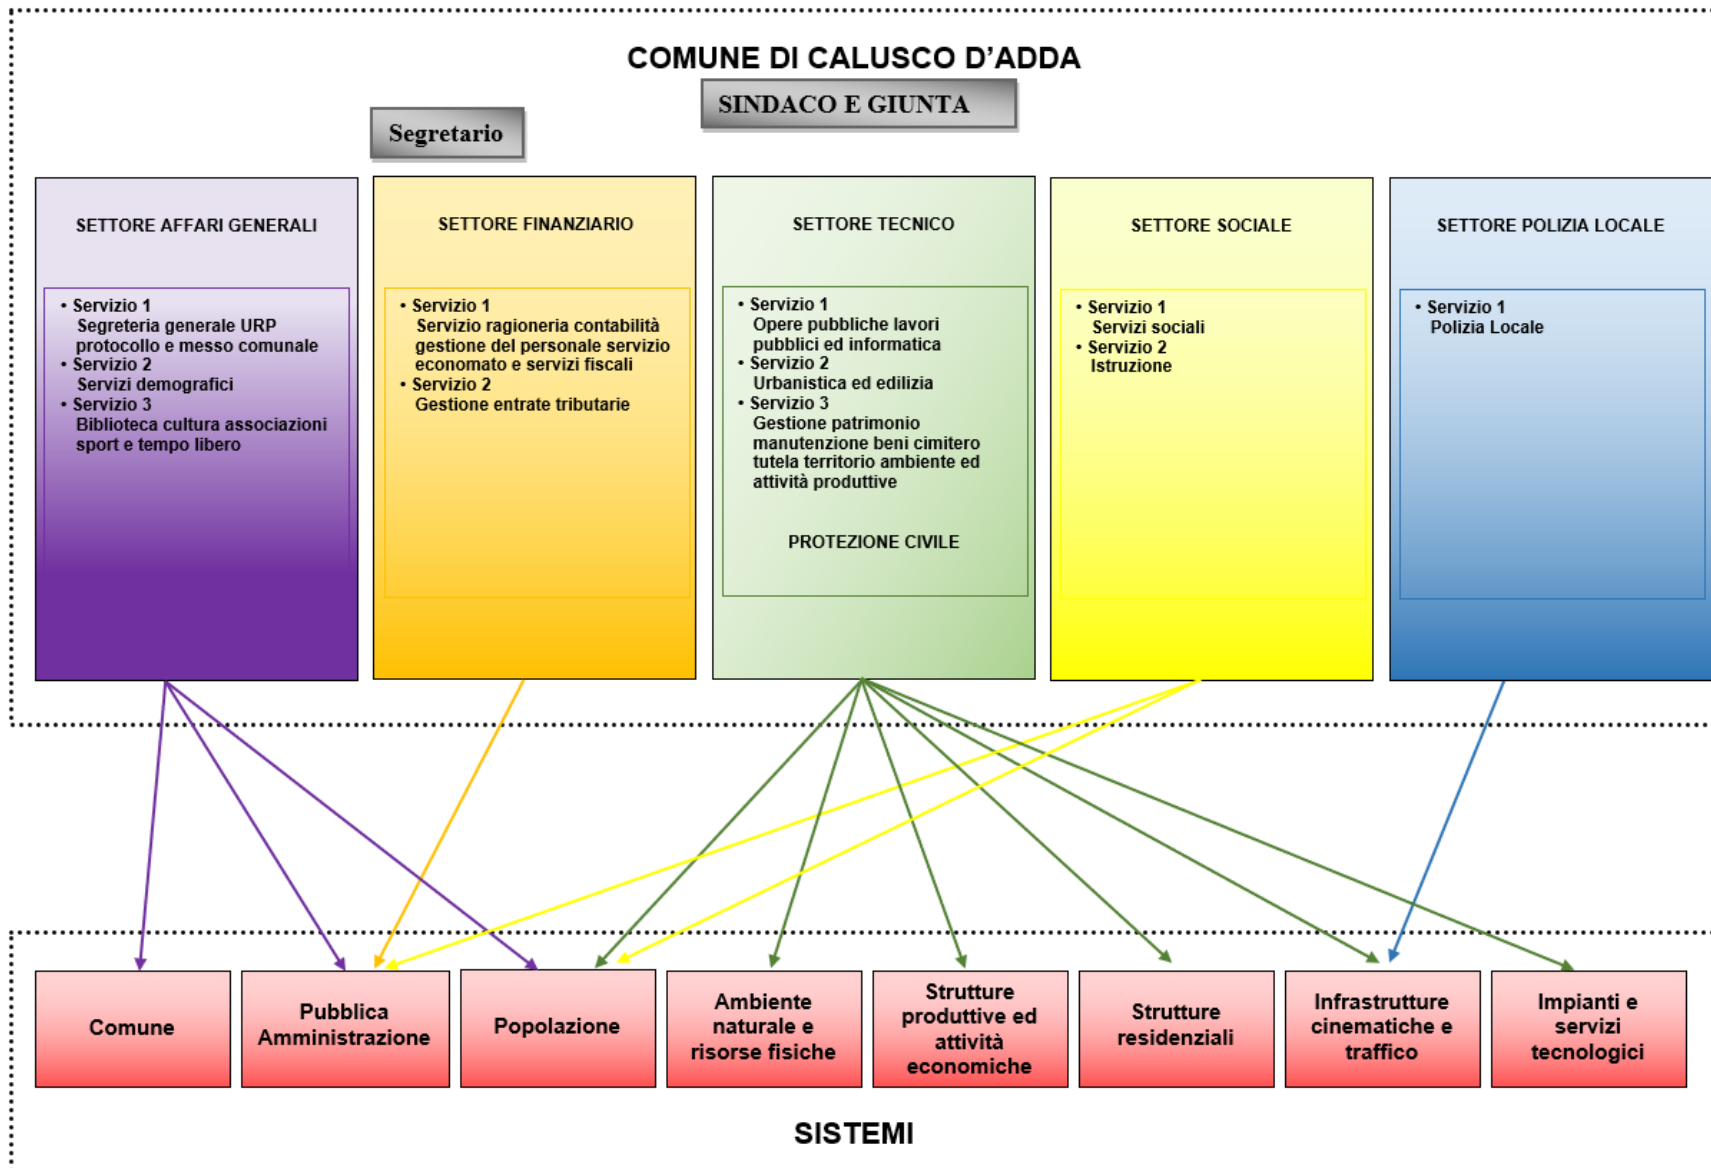 COMUNE DI CALUSCO D'ADDA
SINDACO E GIUNTA
Segretario
SETTORE AFFARI GENERALI
• Servizio 1
Segreteria generale URP
protocollo e messo comunale
• Servizio 2
Servizi demografici
• Servizio 3
Biblioteca cultura associazioni
sport e tempo libero
SETTORE FINANZIARIO
• Servizio 1
Servizio ragioneria contabilità
gestione del personale servizio
economato e servizi fiscali
• Servizio 2
Gestione entrate tributarie
SETTORE TECNICO
• Servizio 1
Opere pubbliche lavori
pubblici ed informatica
• Servizio 2
Urbanistica ed edilizia
• Servizio 3
Gestione patrimonio
manutenzione beni cimitero
tutela territorio ambiente ed
attività produttive
PROTEZIONE CIVILE
SETTORE SOCIALE
• Servizio 1
Servizi sociali
• Servizio 2
Istruzione
SETTORE POLIZIA LOCALE
• Servizio 1
Polizia Locale
Comune
Pubblica
Amministrazione
Popolazione
Ambiente
naturale e
risorse fisiche
Strutture
produttive ed
attività
economiche
Strutture
residenziali
Infrastrutture
cinematiche e
traffico
Impianti e
servizi
tecnologici
SISTEMI